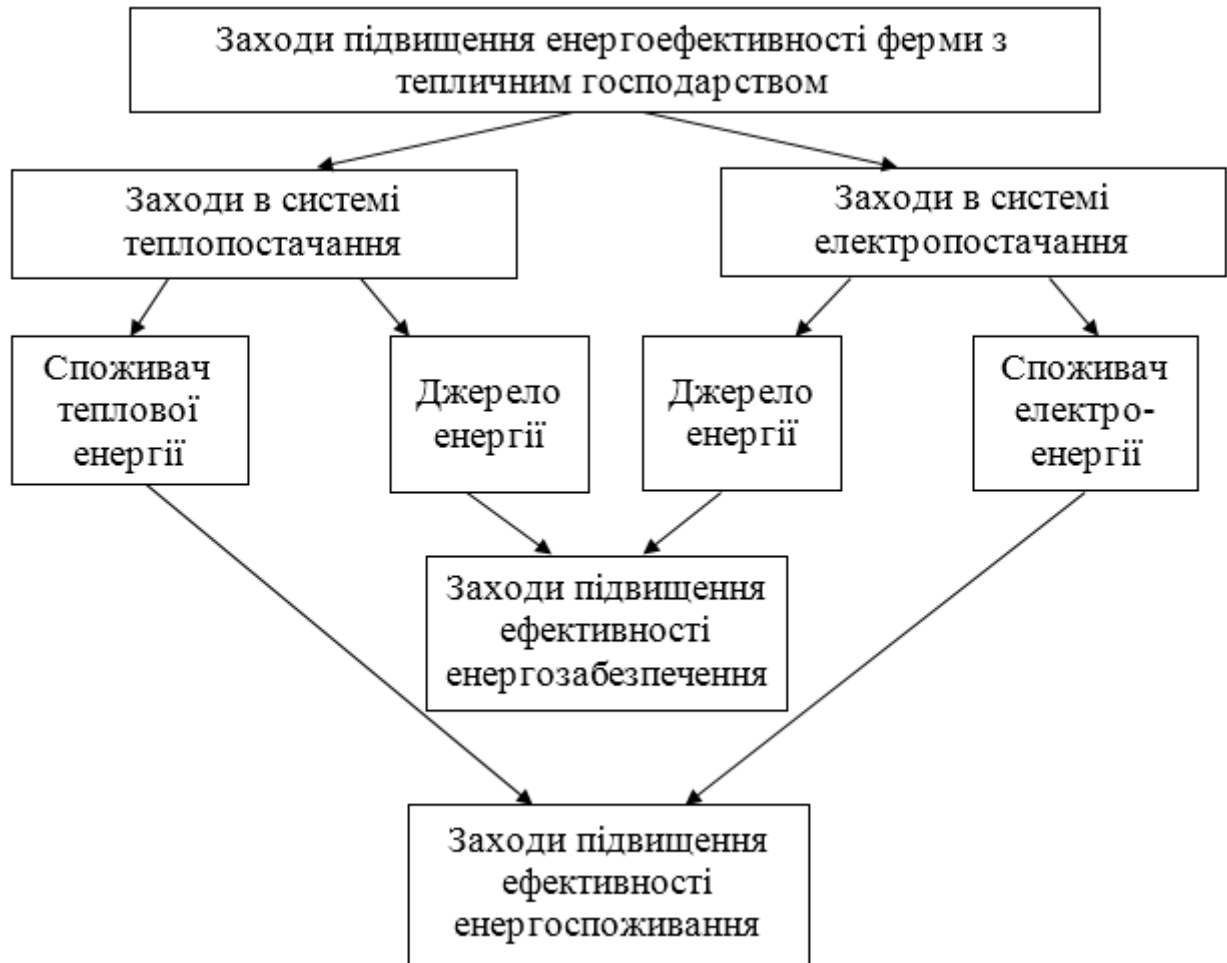 Заходи підвищення енергоефективності ферми з
тепличним господарством
Заходи в системі
теплопостачання
Заходи в системі
електропостачання
Споживач
теплової
енергії
Джерело
енергії
Джерело
енергії
Споживач
електро-
енергії
Заходи підвищення
ефективності
енергозабезпечення
Заходи підвищення
ефективності
енергоспоживання